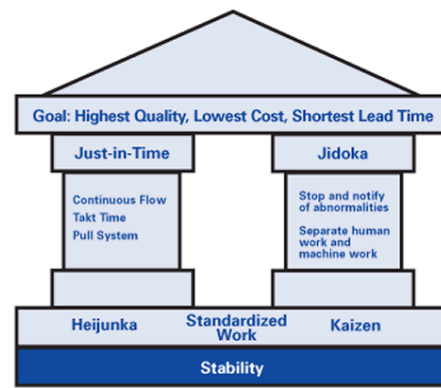 Goal: Highest Quality, Lowest Cost, Shortest Lead Time
Just-in-Time
Continuous Flow
Takt Time
Pull System
Jidoka
Stop and notify
of abnormalities
Separate human
work and
machine work
Heijunka
Standardized
Work
Kaizen
Stability